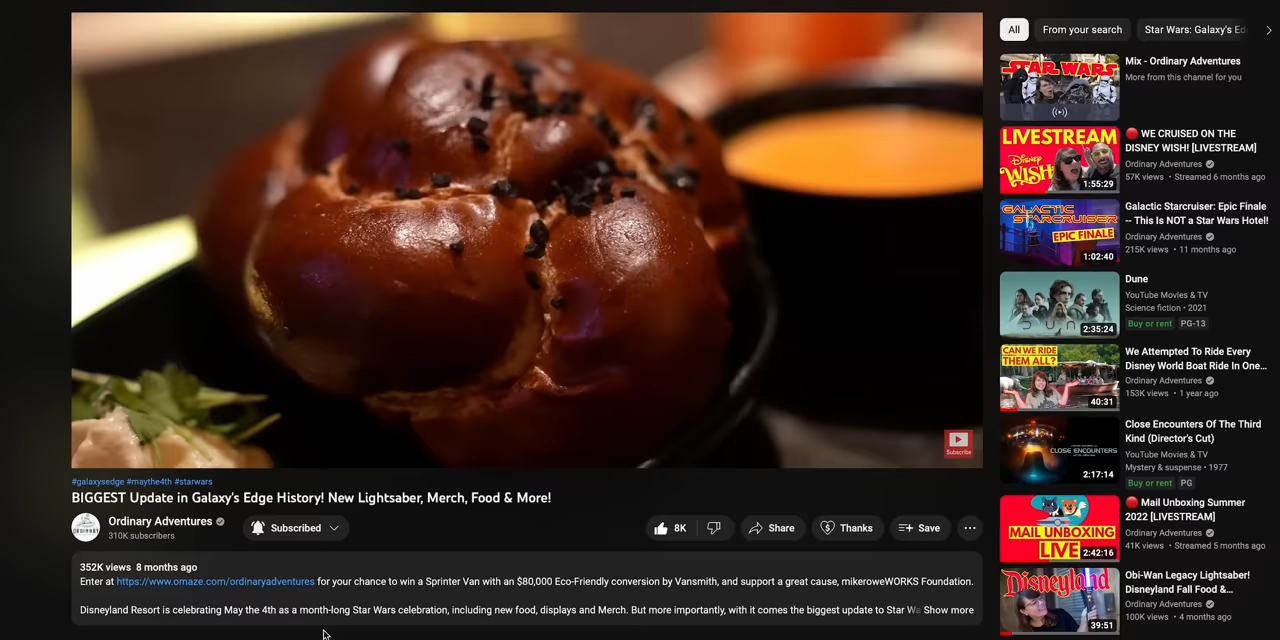 Subscribe
#galaxysedge #maythe4th #starwars
BIGGEST Update in Galaxy's Edge History! New Lightsaber, Merch, Food & More!
Ordinary Adventures
310K subscribers
Subscribed
8K
Share
Thanks
Save
352K views 8 months ago
Enter at https://www.omaze.com/ordinaryadventures for your chance to win a Sprinter Van with an $80,000 Eco-Friendly conversion by Vansmith, and support a great cause, mikeroweWORKS Foundation.
Disneyland Resort is celebrating May the 4th as a month-long Star Wars celebration, including new food, displays and Merch. But more importantly, with it comes the biggest update to Star W Show more
All
From your search
Star Wars: Galaxy's Ed
STAR WARS
Mix - Ordinary Adventures
More from this channel for you
LIVESTREAM
Disney
WISH
1:55:29
WE CRUISED ON THE
DISNEY WISH! [LIVESTREAM]
Ordinary Adventures
57K views • Streamed 6 months ago
GALACTIC
STARCRUISER
EPIC FINALE
1:02:40
Galactic Starcruiser: Epic Finale
-- This Is NOT a Star Wars Hotel!
Ordinary Adventures
215K views • 11 months ago
DUN
2:35:24
Dune
YouTube Movies & TV
Science fiction • 2021
Buy or rent PG-13
CAN WE RIDE
THEM ALL?
40:31
We Attempted To Ride Every
Disney World Boat Ride In One...
Ordinary Adventures
153K views • 1 year ago
CLOSE ENCOUNTERS
2:17:14
Close Encounters Of The Third
Kind (Director's Cut)
YouTube Movies & TV
Mystery & suspense • 1977
Buy or rent PG
MAIL UNBOXING
LIVE
2:42:16
Mail Unboxing Summer
2022 [LIVESTREAM]
Ordinary Adventures
41K views • Streamed 5 months ago
Disneyland
39:51
Obi-Wan Legacy Lightsaber!
Disneyland Fall Food &...
Ordinary Adventures
100K views • 4 months ago